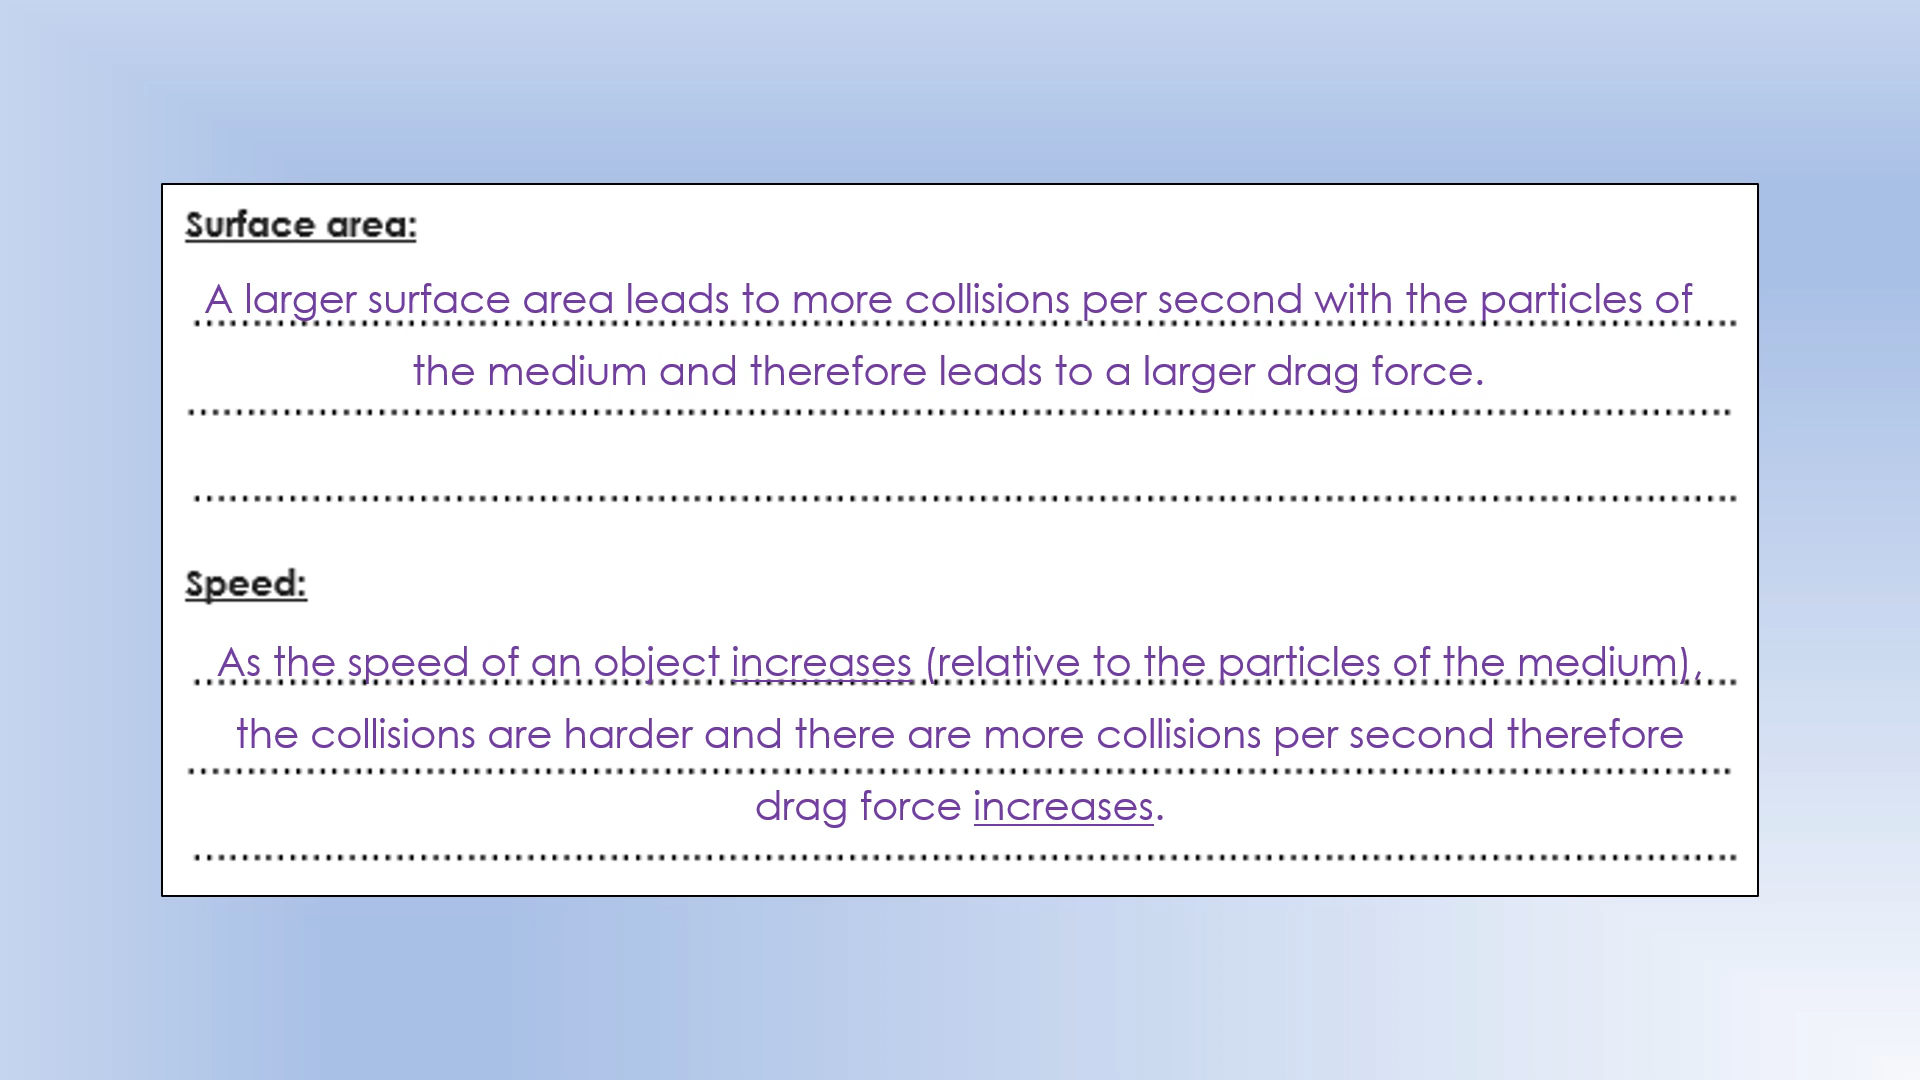 Surface area:
A larger surface area leads to more collisions per second with the particles of
the medium and therefore leads to a larger drag force.
Speed:
As the speed of an object increases (relative to the particles of the medium),
the collisions are harder and there are more collisions per second therefore
drag force increases.